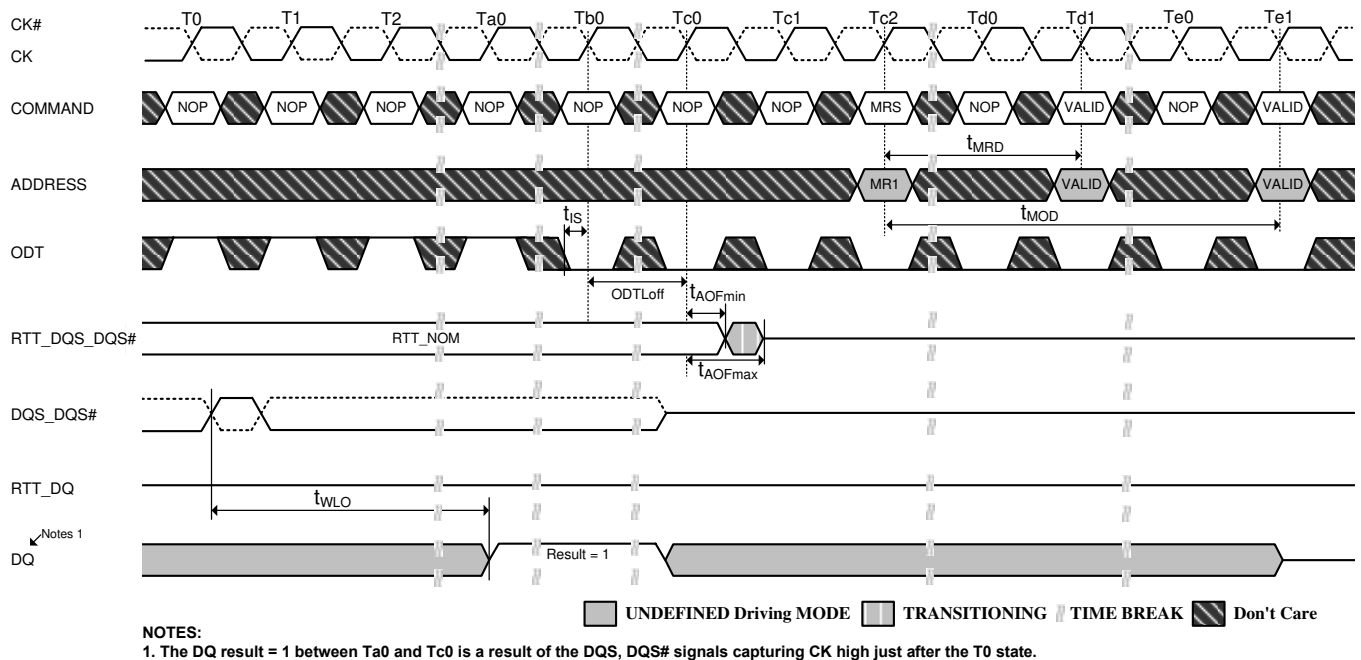 T0 T1 T2 Ta0 Tb0 Tc0 Tc1 Tc2 Td0 Td1 Te0 Te1
CK#
CK
COMMAND NOP NOP NOP NOP NOP NOP NOP MRS NOP VALID NOP VALID
tMRD
ADDRESS MR1 VALID VALID
tIS tMOD
ODT
ODTLoff tAOFmin
RTT_DQS_DQS# RTT_NOM
tAOFmax
DQS_DQS#
RTT_DQ
tWLO
Notes 1
DQ Result = 1
UNDEFINED Driving MODE TRANSITIONING TIME BREAK Don't Care
NOTES:
1. The DQ result = 1 between Ta0 and Tc0 is a result of the DQS, DQS# signals capturing CK high just after the T0 state.